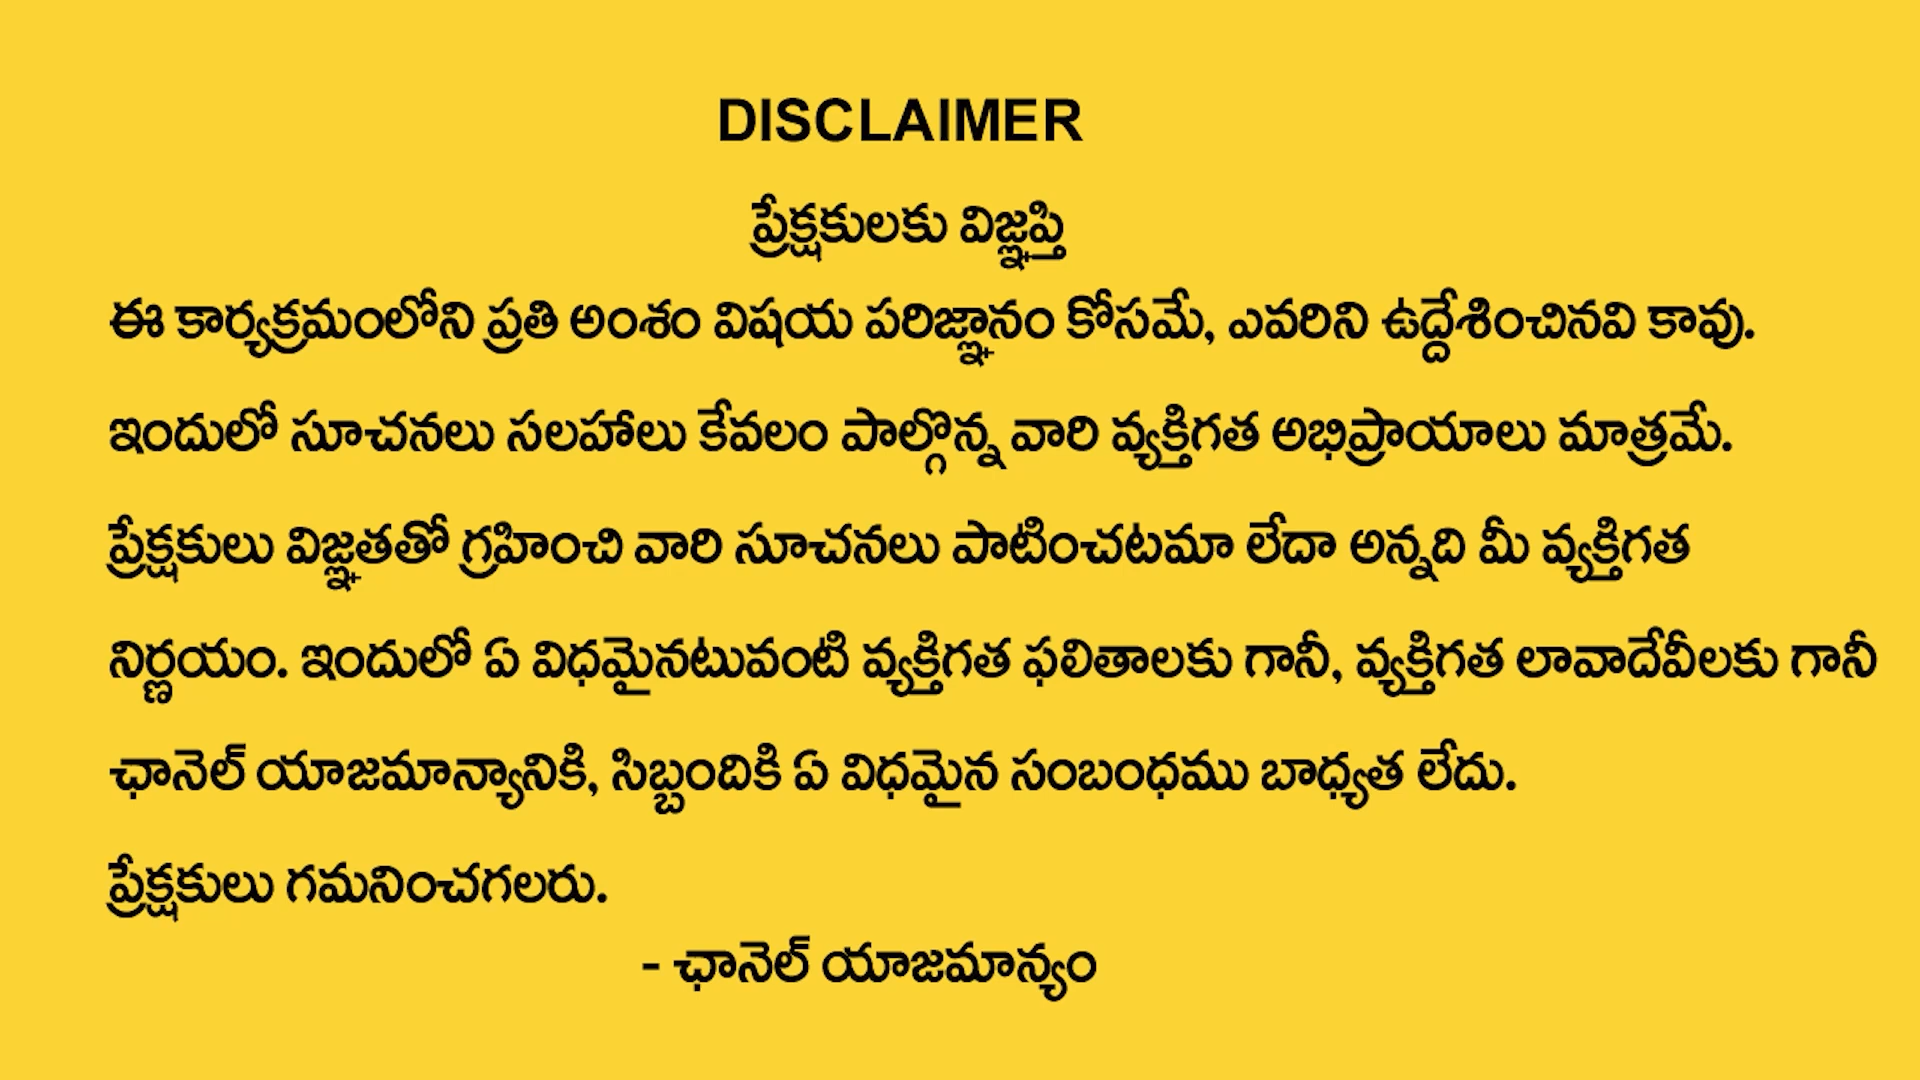 DISCLAIMER
ప్రేక్షకులకు విజ్ఞప్తి
ఈ కార్యక్రమంలోని ప్రతి అంశం విషయ పరిజ్ఞానం కోసమే, ఎవరిని ఉద్దేశించినవి కావు.
ఇందులో సూచనలు సలహాలు కేవలం పాల్గొన్న వారి వ్యక్తిగత అభిప్రాయాలు మాత్రమే.
ప్రేక్షకులు విజ్ఞతతో గ్రహించి వారి సూచనలు పాటించటమా లేదా అన్నది మీ వ్యక్తిగత
నిర్ణయం. ఇందులో ఏ విధమైనటువంటి వ్యక్తిగత ఫలితాలకు గానీ, వ్యక్తిగత లావాదేవీలకు గానీ
ఛానెల్ యాజమాన్యానికి, సిబ్బందికి ఏ విధమైన సంబంధము బాధ్యత లేదు.
ప్రేక్షకులు గమనించగలరు.
- ఛానెల్ యాజమాన్యం